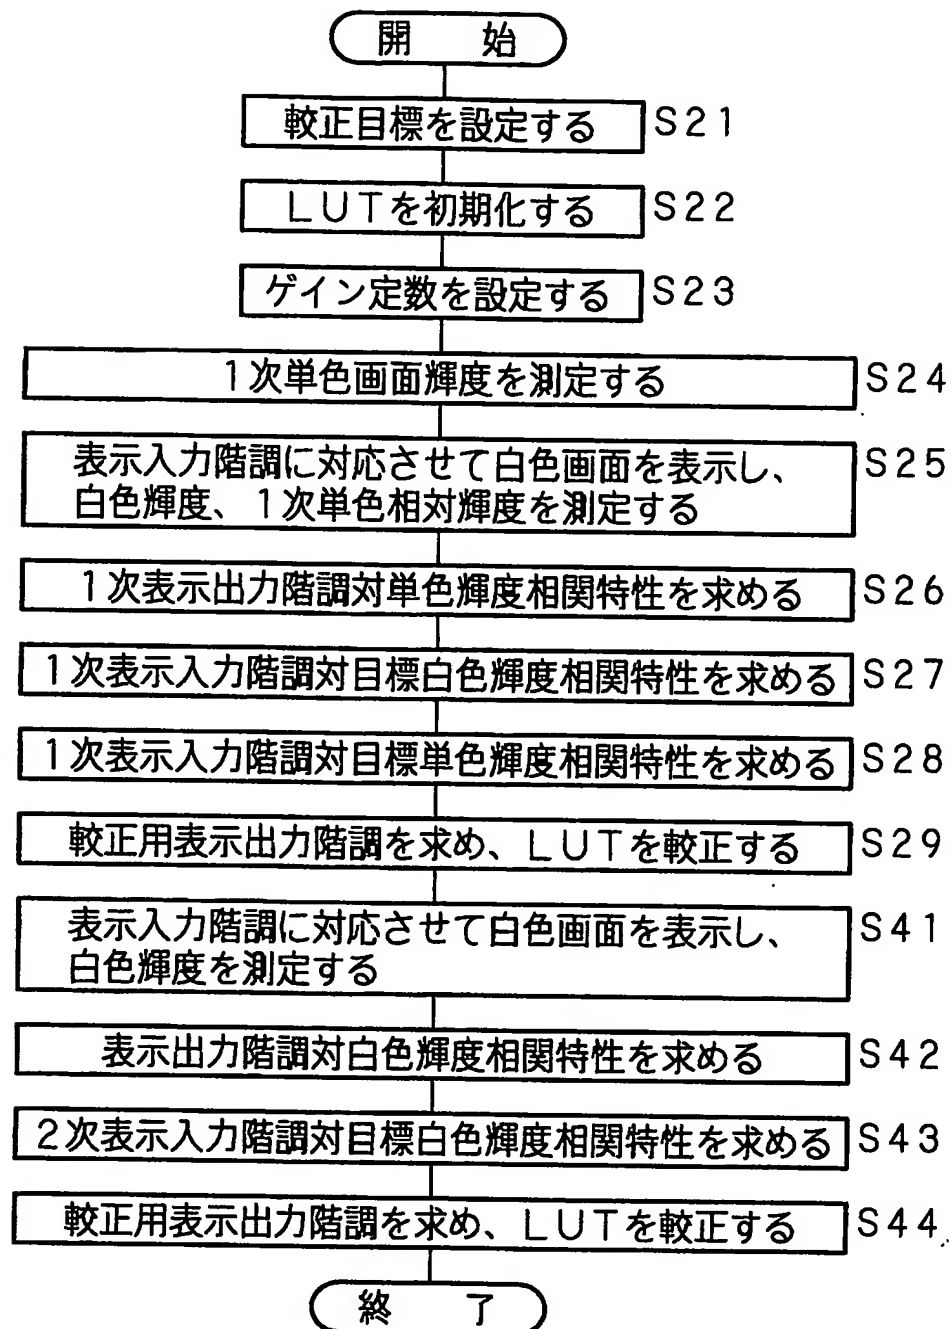 開 始
較正目標を設定する S21
LUTを初期化する S22
ゲイン定数を設定する S23
1次単色画面輝度を測定する S24
表示入力階調に対応させて白色画面を表示し、 S25
白色輝度、1次単色相対輝度を測定する
1次表示出力階調対単色輝度相関特性を求める S26
1次表示入力階調対目標白色輝度相関特性を求める S27
1次表示入力階調対目標単色輝度相関特性を求める S28
較正用表示出力階調を求め、LUTを較正する S29
表示入力階調に対応させて白色画面を表示し、 S41
白色輝度を測定する
表示出力階調対白色輝度相関特性を求める S42
2次表示入力階調対目標白色輝度相関特性を求める S43
較正用表示出力階調を求め、LUTを較正する S44
終 了